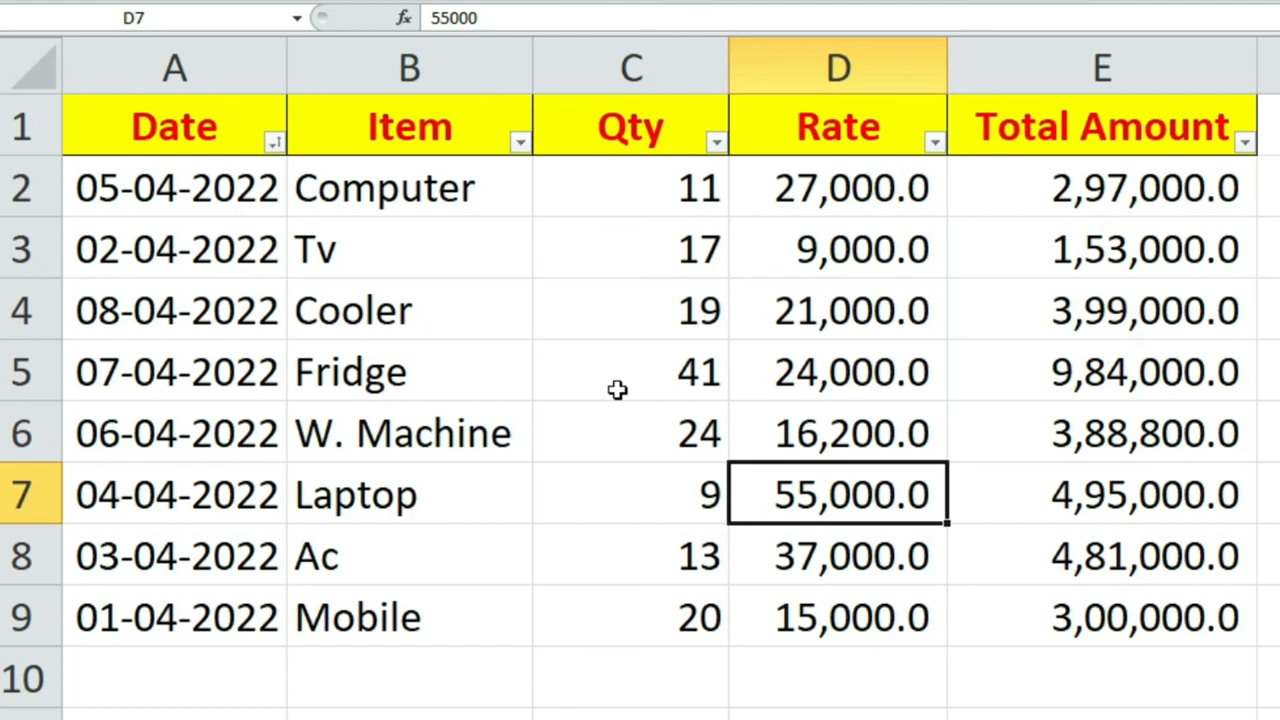 D7 fx 55000
A B C D E
1 Date Item Qty Rate Total Amount
2 05-04-2022 Computer 11 27,000.0 2,97,000.0
3 02-04-2022 Tv 17 9,000.0 1,53,000.0
4 08-04-2022 Cooler 19 21,000.0 3,99,000.0
5 07-04-2022 Fridge 41 24,000.0 9,84,000.0
6 06-04-2022 W. Machine 24 16,200.0 3,88,800.0
7 04-04-2022 Laptop 9 55,000.0 4,95,000.0
8 03-04-2022 Ac 13 37,000.0 4,81,000.0
9 01-04-2022 Mobile 20 15,000.0 3,00,000.0
10